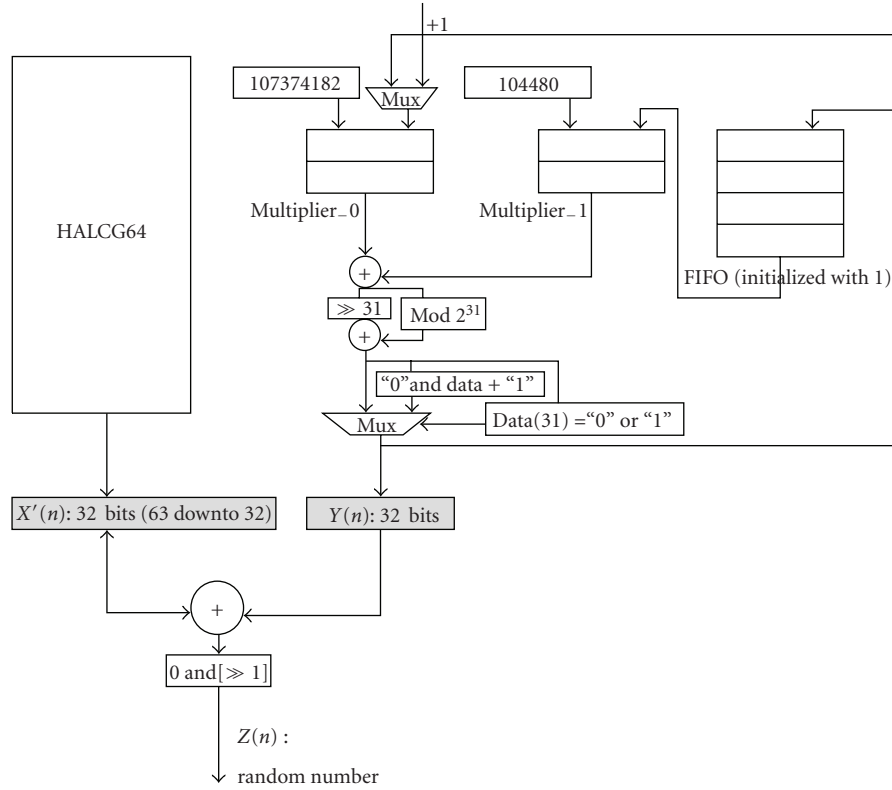 +1
107374182
Mux
104480
Multiplier_0
Multiplier_1
HALCG64
FIFO (initialized with 1)
+
≫ 31
Mod 2³¹
+
“0”and data + “1”
Mux
Data(31) =“0” or “1”
X′(n): 32 bits (63 downto 32)
Y(n): 32 bits
+
0 and[≫ 1]
Z(n) :
random number